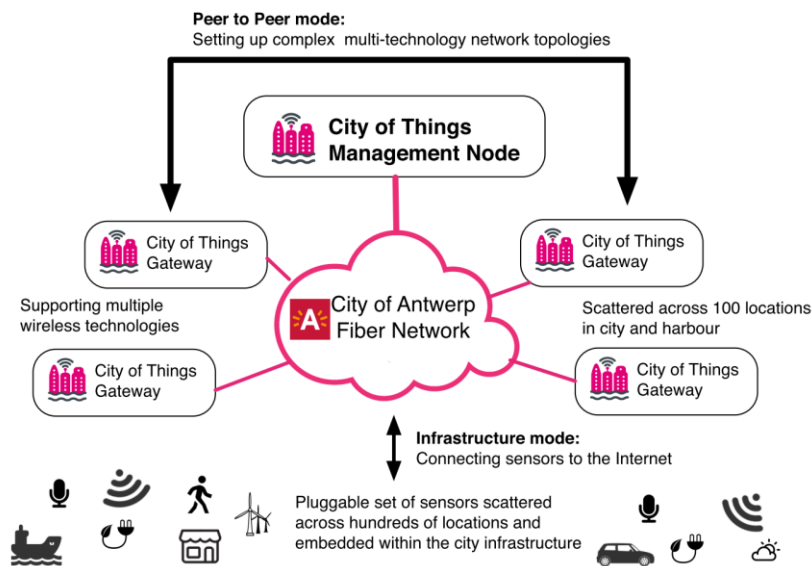 Peer to Peer mode:
Setting up complex multi-technology network topologies
City of Things
Management Node
City of Things
Gateway
City of Things
Gateway
Supporting multiple
wireless technologies
A
City of Antwerp
Fiber Network
Scattered across 100 locations
in city and harbour
City of Things
Gateway
City of Things
Gateway
Infrastructure mode:
Connecting sensors to the Internet
Pluggable set of sensors scattered
across hundreds of locations and
embedded within the city infrastructure